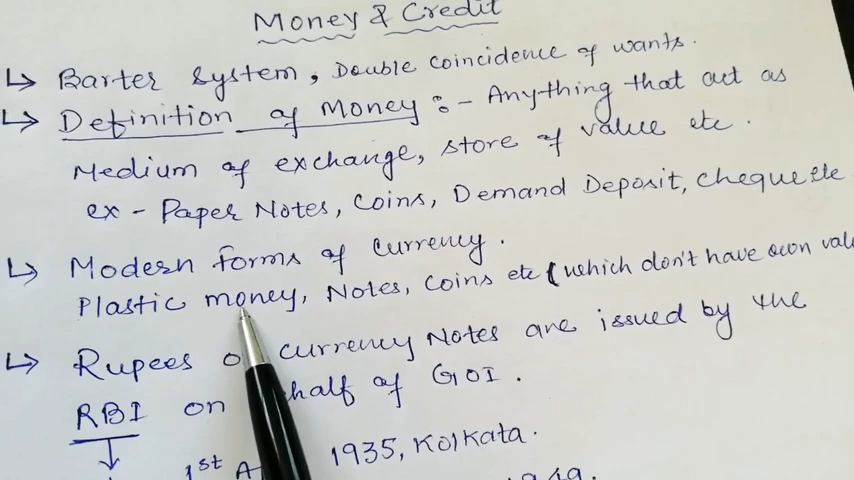 Money & Credit
↳ Barter System, Double Coincidence of wants.
↳ Definition of Money :- Anything that act as
Medium of exchange, store of value etc.
ex - Paper Notes, Coins, Demand Deposit, Cheque etc
↳ Modern forms of Currency.
Plastic money, Notes, Coins etc (which don't have own
↳ Rupees Currency Notes are issued by the
RBI on of GOI.
1st 1935, Kolkata.